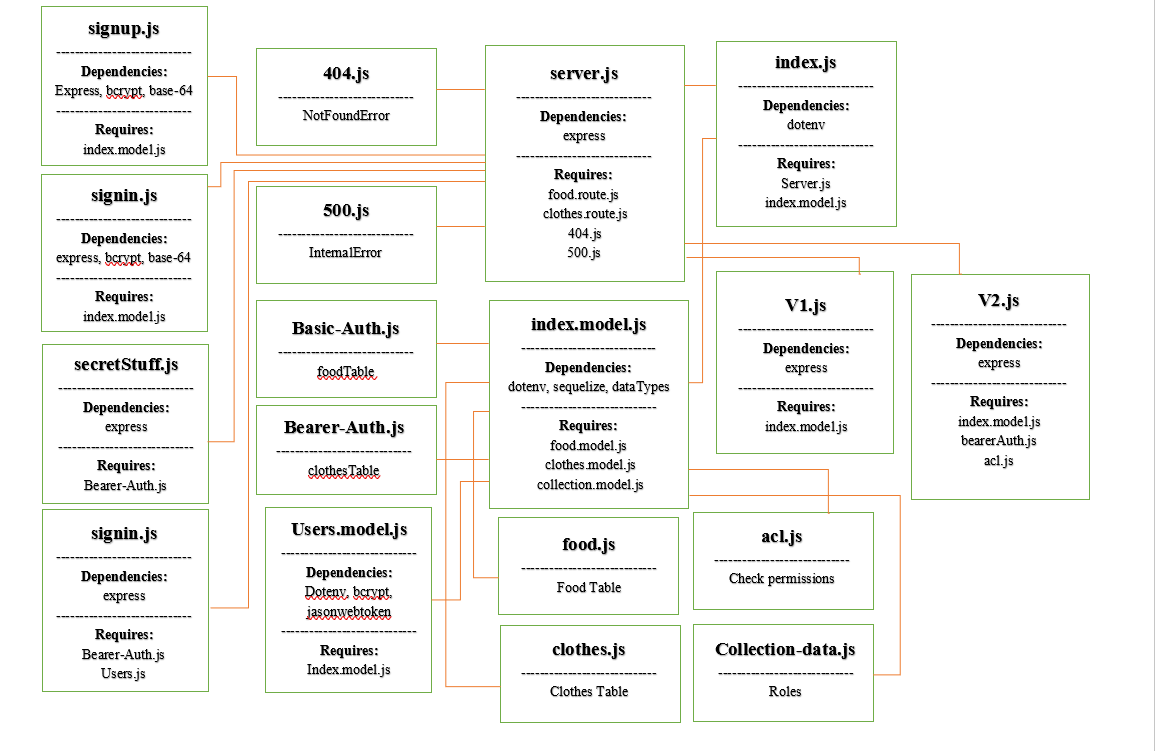 signup.js
----------------------------
Dependencies:
Express, bcrypt, base-64
----------------------------
Requires:
index.model.js
signin.js
----------------------------
Dependencies:
express, bcrypt, base-64
----------------------------
Requires:
index.model.js
secretStuff.js
----------------------------
Dependencies:
express
----------------------------
Requires:
Bearer-Auth.js
signin.js
----------------------------
Dependencies:
express
----------------------------
Requires:
Bearer-Auth.js
Users.js
404.js
----------------------------
NotFoundError
500.js
----------------------------
InternalError
Basic-Auth.js
----------------------------
foodTable
Bearer-Auth.js
----------------------------
clothesTable
Users.model.js
----------------------------
Dependencies:
Dotenv, bcrypt,
jasonwebtoken
----------------------------
Requires:
Index.model.js
server.js
----------------------------
Dependencies:
express
----------------------------
Requires:
food.route.js
clothes.route.js
404.js
500.js
index.model.js
----------------------------
Dependencies:
dotenv, sequelize, dataTypes
----------------------------
Requires:
food.model.js
clothes.model.js
collection.model.js
food.js
----------------------------
Food Table
clothes.js
----------------------------
Clothes Table
index.js
----------------------------
Dependencies:
dotenv
----------------------------
Requires:
Server.js
index.model.js
V1.js
----------------------------
Dependencies:
express
----------------------------
Requires:
index.model.js
V2.js
----------------------------
Dependencies:
express
----------------------------
Requires:
index.model.js
bearerAuth.js
acl.js
acl.js
----------------------------
Check permissions
Collection-data.js
----------------------------
Roles